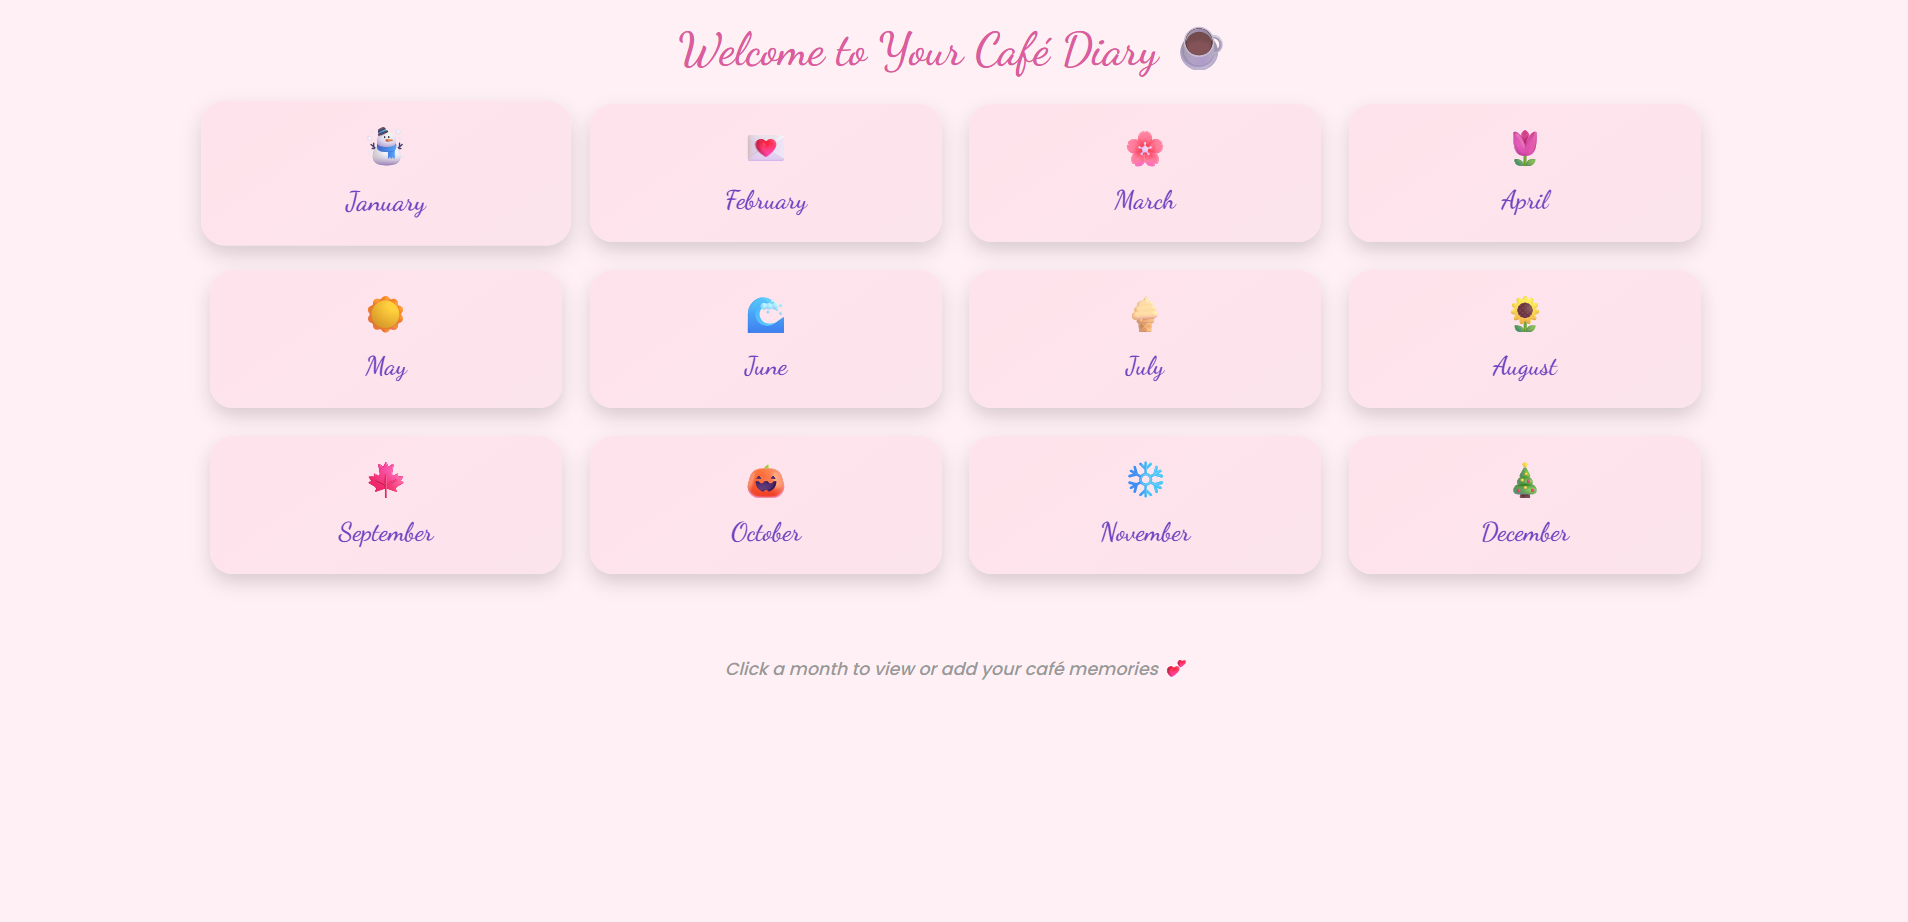 Welcome to Your Café Diary ☕
January
February
March
April
May
June
July
August
September
October
November
December
Click a month to view or add your café memories 💕